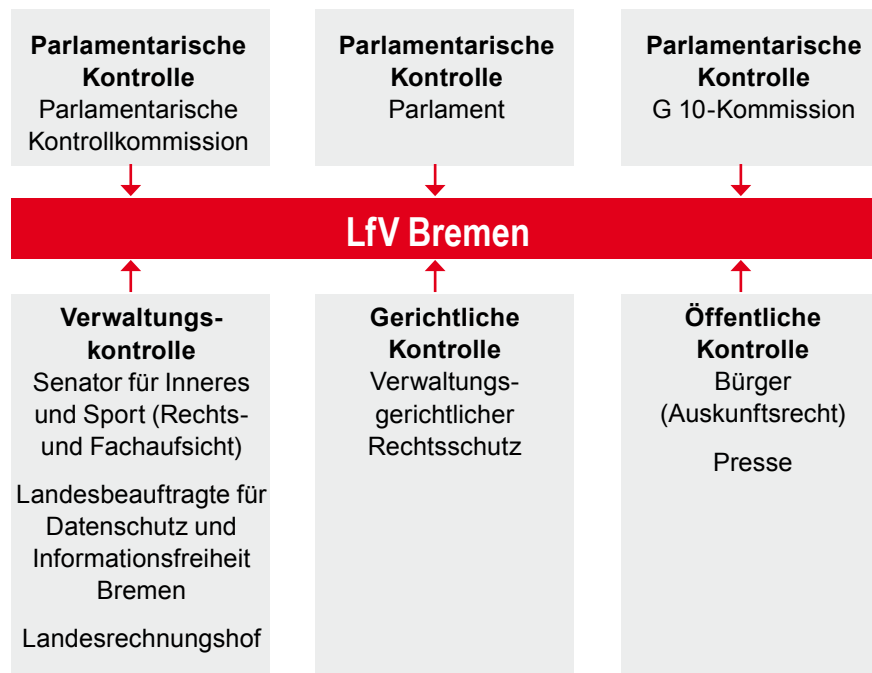 Parlamentarische
Kontrolle
Parlamentarische
Kontrollkommission
Parlamentarische
Kontrolle
Parlament
Parlamentarische
Kontrolle
G 10-Kommission
LfV Bremen
Verwaltungs-
kontrolle
Senator für Inneres
und Sport (Rechts-
und Fachaufsicht)
Landesbeauftragte für
Datenschutz und
Informationsfreiheit
Bremen
Landesrechnungshof
Gerichtliche
Kontrolle
Verwaltungs-
gerichtlicher
Rechtsschutz
Öffentliche
Kontrolle
Bürger
(Auskunftsrecht)
Presse